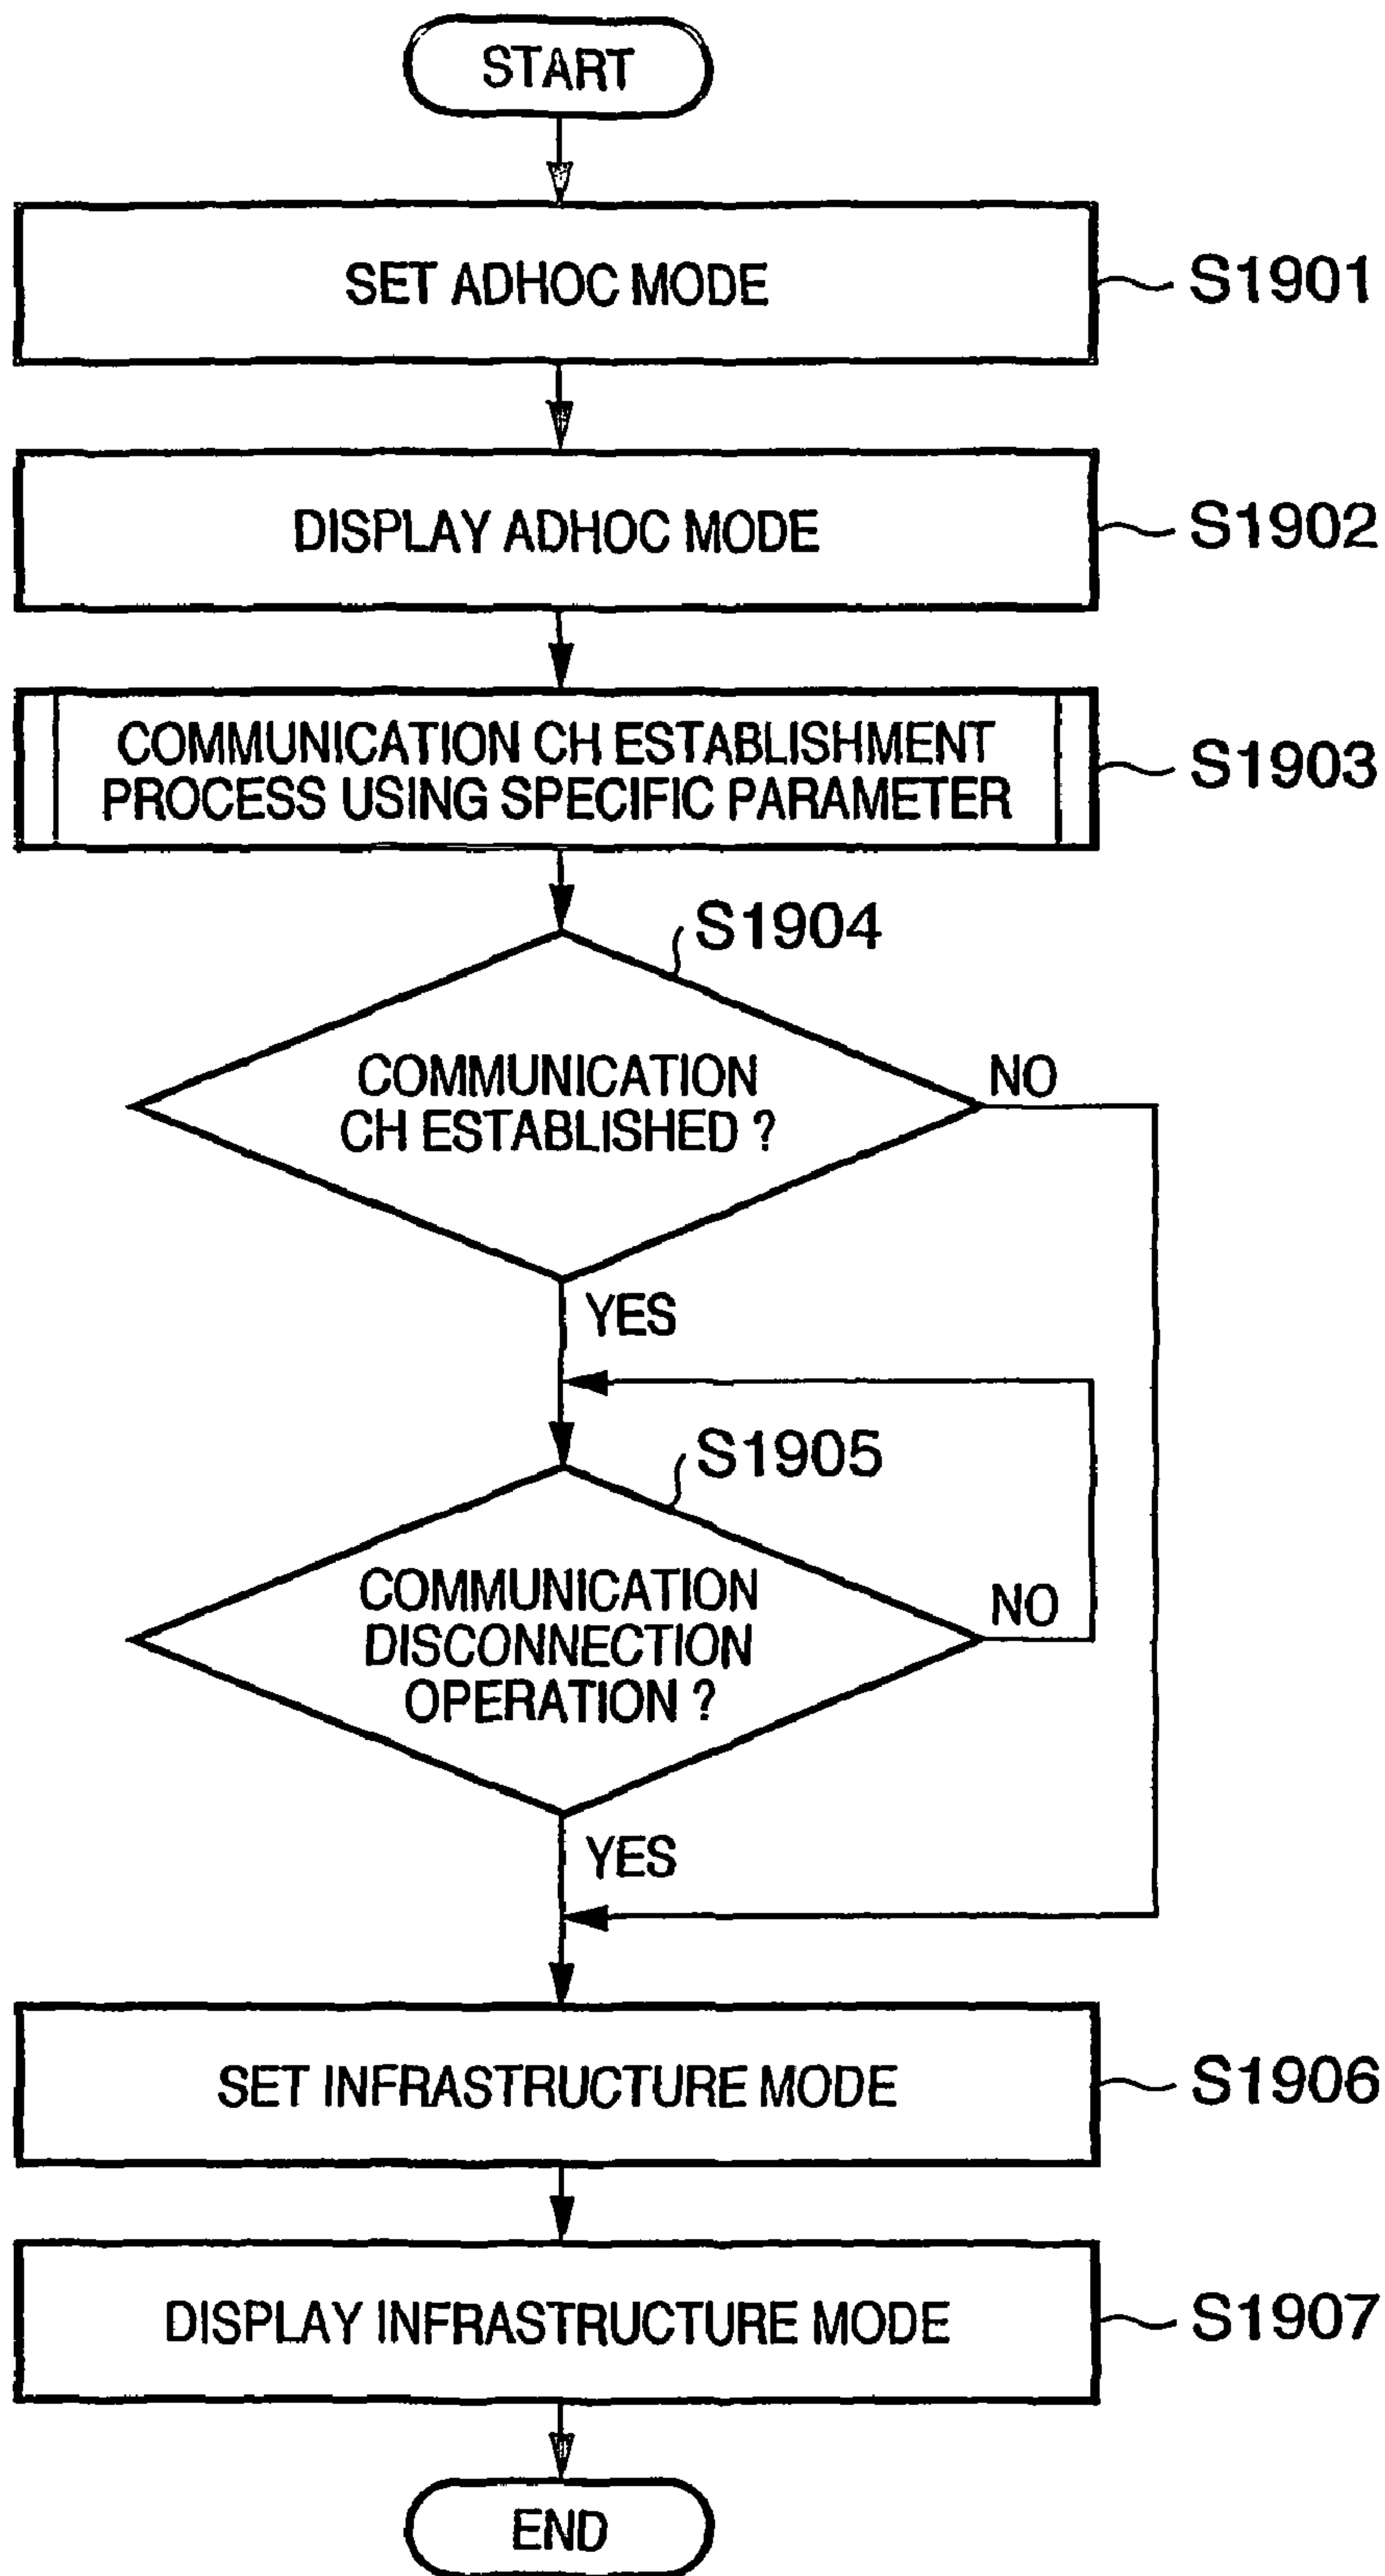 START
SET ADHOC MODE
S1901
DISPLAY ADHOC MODE
S1902
COMMUNICATION CH ESTABLISHMENT
PROCESS USING SPECIFIC PARAMETER
S1903
S1904
COMMUNICATION
CH ESTABLISHED ?
NO
YES
S1905
COMMUNICATION
DISCONNECTION
OPERATION ?
NO
YES
SET INFRASTRUCTURE MODE
S1906
DISPLAY INFRASTRUCTURE MODE
S1907
END